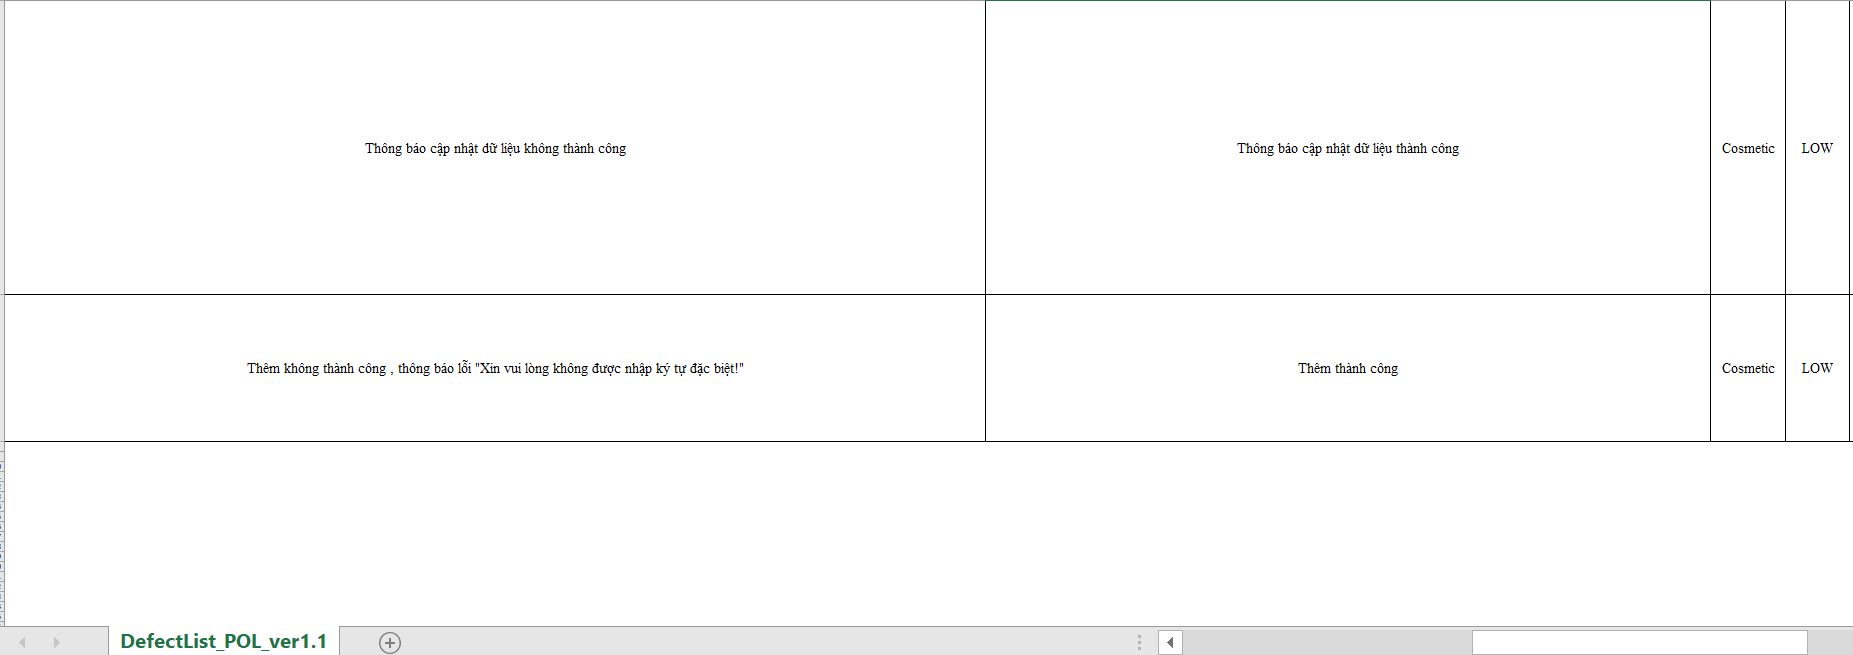 Thông báo cập nhật dữ liệu không thành công
Thông báo cập nhật dữ liệu thành công
Cosmetic
LOW
Thêm không thành công , thông báo lỗi "Xin vui lòng không được nhập ký tự đặc biệt!"
Thêm thành công
Cosmetic
LOW
DefectList_POL_ver1.1